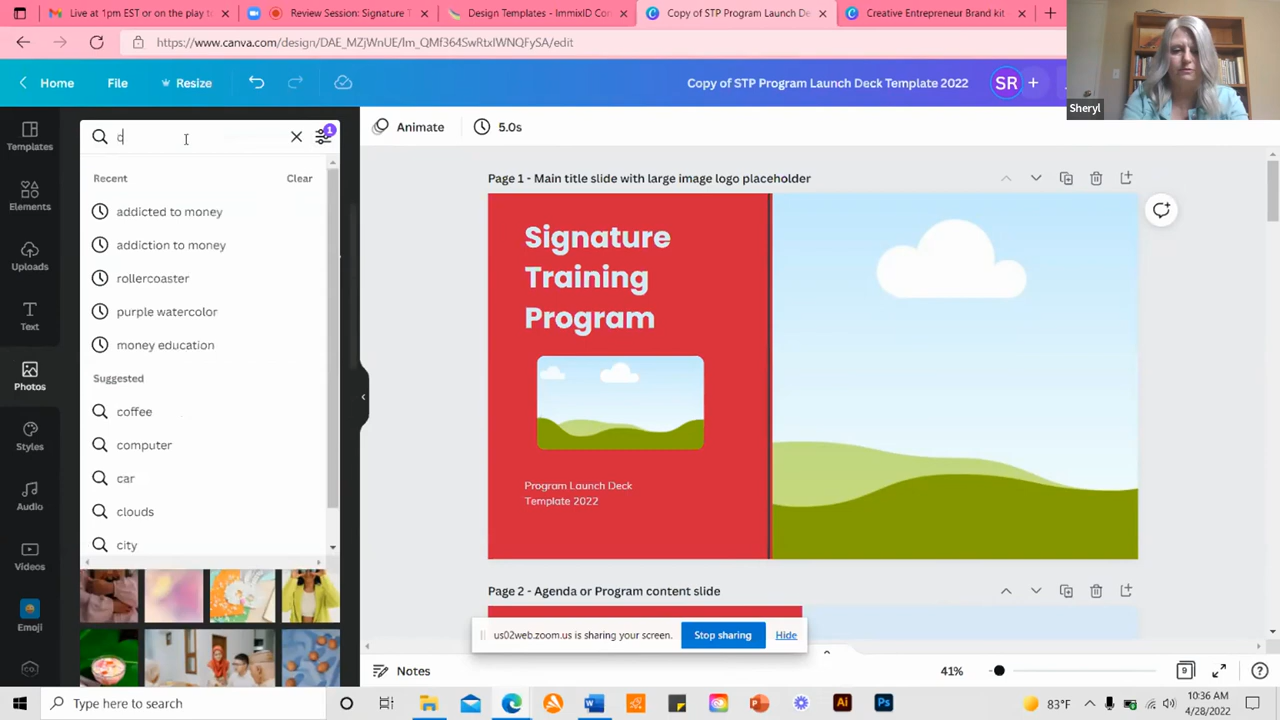 Live at 1pm EST or on the play t
Review Session: Signature T
Design Templates - ImmixID Con
Copy of STP Program Launch De
Creative Entrepreneur Brand kit
https://www.canva.com/design/DAE_MZjWnUE/lm_QMf364SwRtxIWNQFySA/edit
Home
File
Resize
Copy of STP Program Launch Deck Template 2022
SR
Sheryl
Templates
Elements
Uploads
Text
Photos
Styles
Audio
Videos
Emoji
c
1
Recent
Clear
addicted to money
addiction to money
rollercoaster
purple watercolor
money education
Suggested
coffee
computer
car
clouds
city
Animate
5.0s
Page 1 - Main title slide with large image logo placeholder
Signature
Training
Program
Program Launch Deck
Template 2022
Page 2 - Agenda or Program content slide
us02web.zoom.us is sharing your screen.
Stop sharing
Hide
Notes
41%
9
Type here to search
Ai
Ps
83°F
10:36 AM
4/28/2022